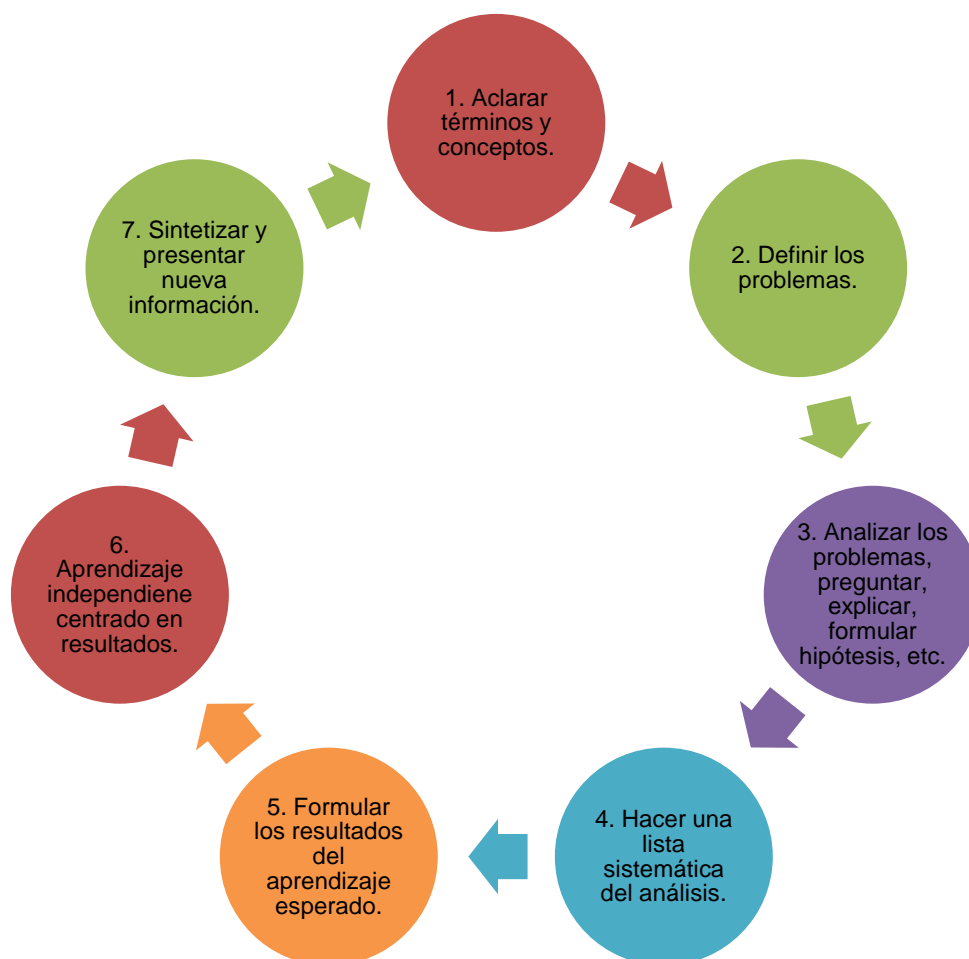 1. Aclarar
términos y
conceptos.
2. Definir los
problemas.
3. Analizar los
problemas,
preguntar,
explicar,
formular
hipótesis, etc.
4. Hacer una
lista
sistemática
del análisis.
5. Formular
los resultados
del
aprendizaje
esperado.
6.
Aprendizaje
independiene
centrado en
resultados.
7. Sintetizar y
presentar
nueva
información.